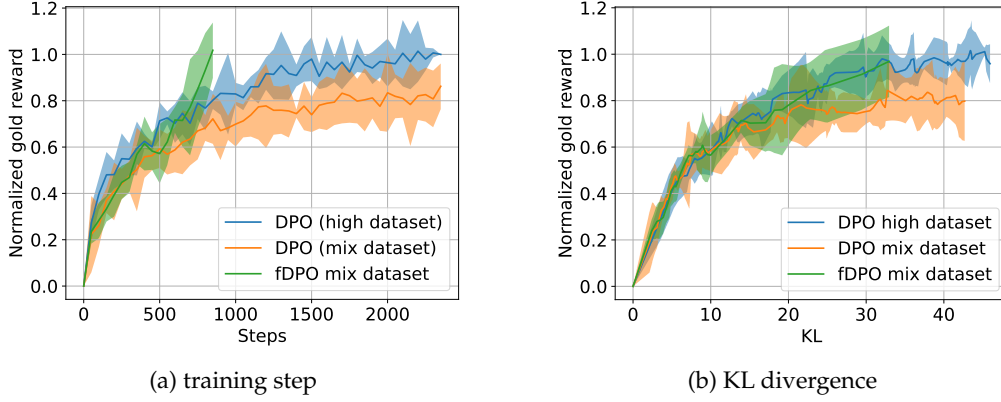 Normalized gold reward
1.0
0.8
0.6
0.4
0.2
0.0
DPO (high dataset)
DPO (mix dataset)
fDPO mix dataset
0 500 1000 1500 2000
Steps
(a) training step
Normalized gold reward
1.2
1.0
0.8
0.6
0.4
0.2
0.0
DPO high dataset
DPO mix dataset
fDPO mix dataset
0 10 20 30 40
KL
(b) KL divergence